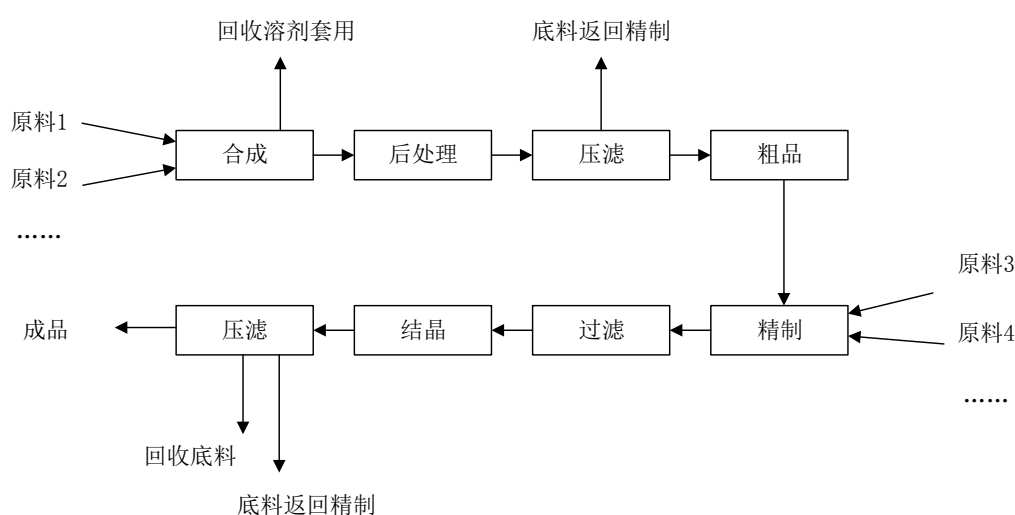 回收溶剂套用
底料返回精制
原料1
合成
后处理
压滤
粗品
原料2
……
原料3
成品
压滤
结晶
过滤
精制
原料4
……
回收底料
底料返回精制